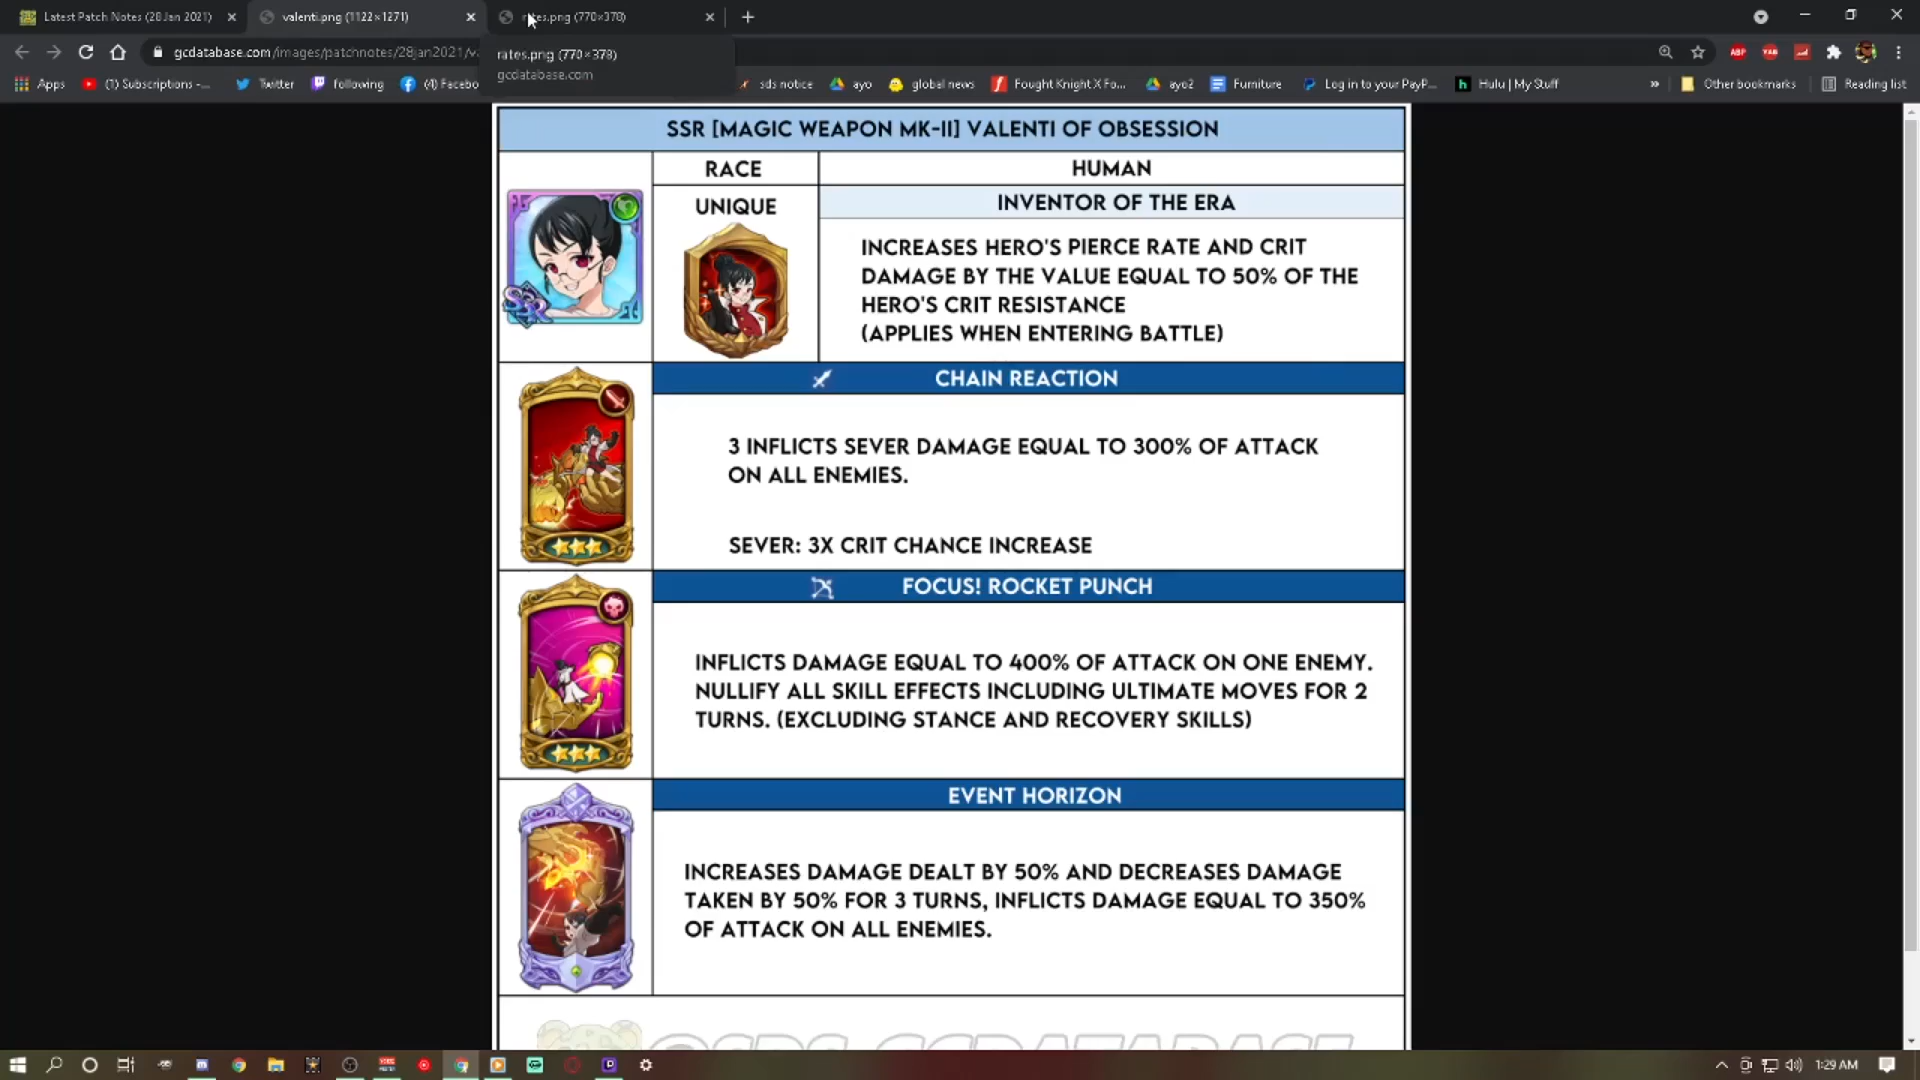 Latest Patch Notes (28 Jan 2021)
valenti.png (1122×1271)
.png (770×378)
gcdatabase.com/images/patchnotes/28jan2021/v
rates.png (770×378)
gcdatabase.com
ABP
Apps
(1) Subscriptions -...
Twitter
following
(4) Facebo
sds notice
ayo
global news
Fought Knight X Fo...
ayo2
Furniture
Log in to your PayP...
Hulu | My Stuff
»
Other bookmarks
Reading list
SSR [MAGIC WEAPON MK-II] VALENTI OF OBSESSION
RACE
HUMAN
UNIQUE
INVENTOR OF THE ERA
SSR
INCREASES HERO'S PIERCE RATE AND CRIT
DAMAGE BY THE VALUE EQUAL TO 50% OF THE
HERO'S CRIT RESISTANCE
(APPLIES WHEN ENTERING BATTLE)
CHAIN REACTION
3 INFLICTS SEVER DAMAGE EQUAL TO 300% OF ATTACK
ON ALL ENEMIES.
SEVER: 3X CRIT CHANCE INCREASE
FOCUS! ROCKET PUNCH
INFLICTS DAMAGE EQUAL TO 400% OF ATTACK ON ONE ENEMY.
NULLIFY ALL SKILL EFFECTS INCLUDING ULTIMATE MOVES FOR 2
TURNS. (EXCLUDING STANCE AND RECOVERY SKILLS)
EVENT HORIZON
INCREASES DAMAGE DEALT BY 50% AND DECREASES DAMAGE
TAKEN BY 50% FOR 3 TURNS, INFLICTS DAMAGE EQUAL TO 350%
OF ATTACK ON ALL ENEMIES.
1:29 AM